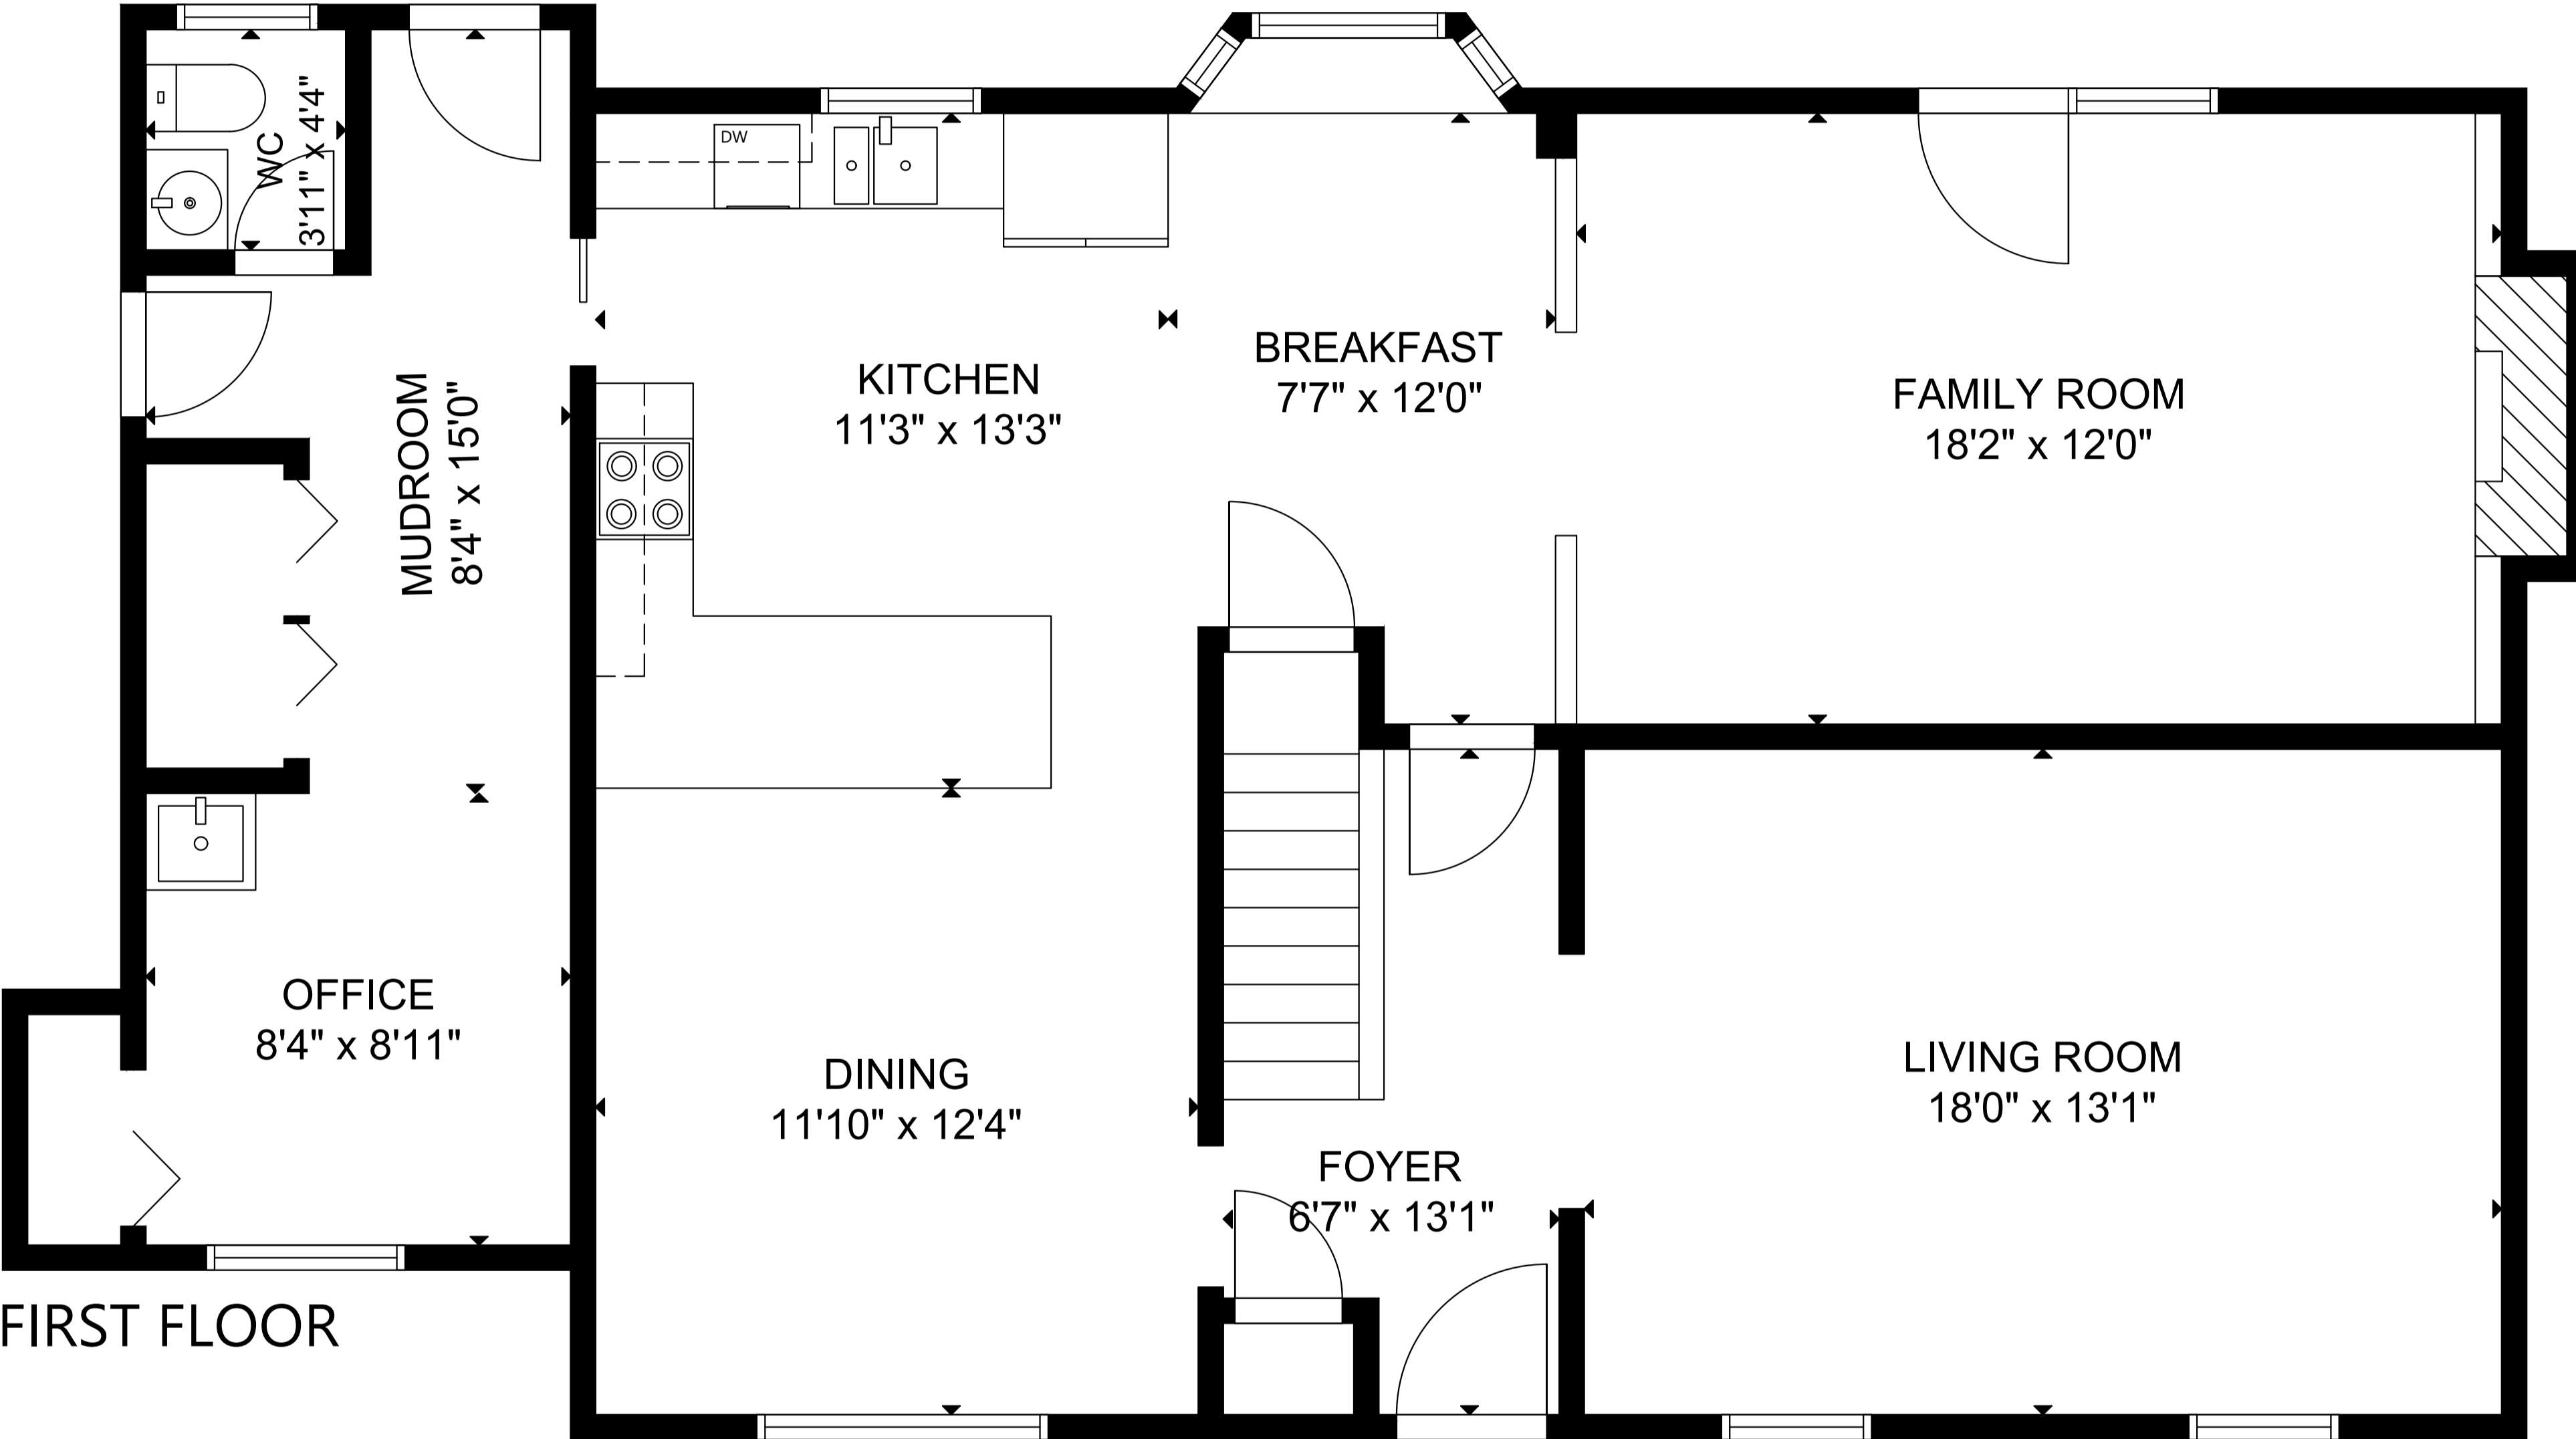 WC
3'11" x 4'4"
DW
MUDROOM
8'4" x 15'0"
KITCHEN
11'3" x 13'3"
BREAKFAST
7'7" x 12'0"
FAMILY ROOM
18'2" x 12'0"
OFFICE
8'4" x 8'11"
DINING
11'10" x 12'4"
FOYER
6'7" x 13'1"
LIVING ROOM
18'0" x 13'1"
FIRST FLOOR